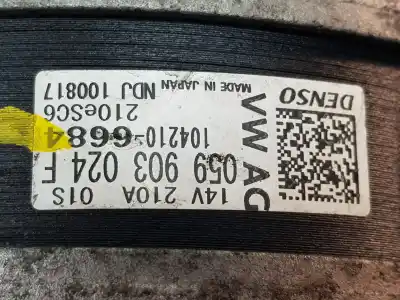 DENSO
MADE IN JAPAN NDJ 100817
VW AG
210eSC6
104210-6684
059 903 024 F
14V 210A 01S